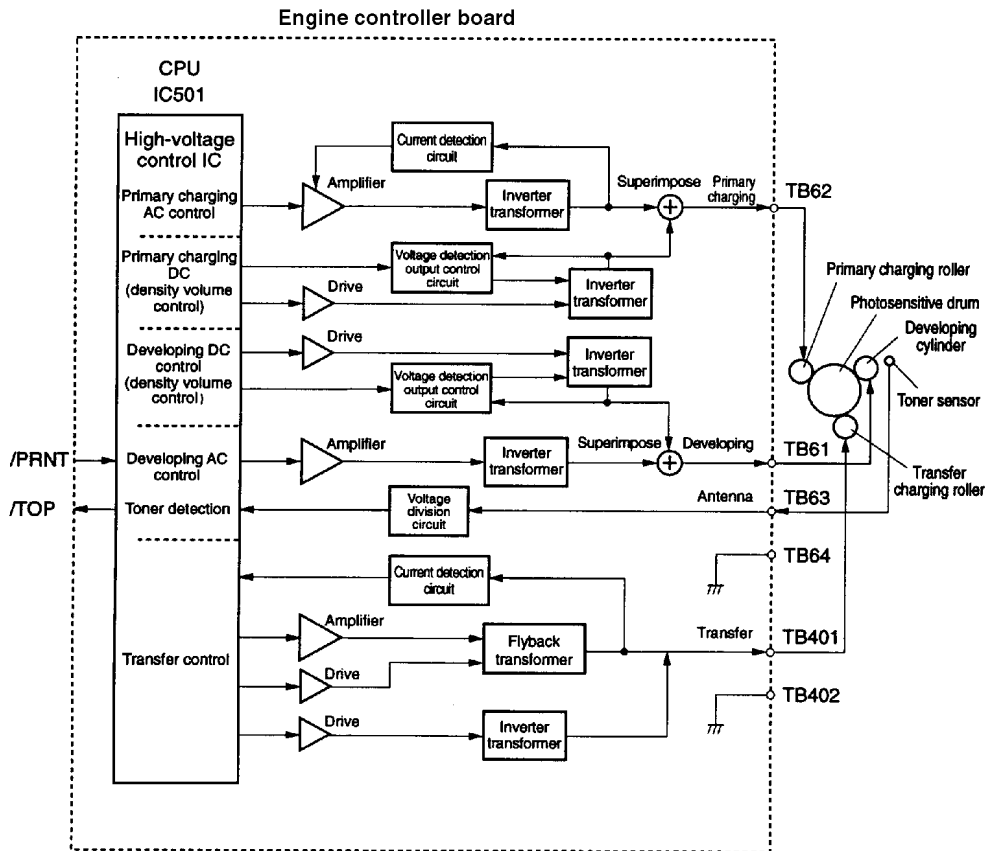 Engine controller board
CPU
IC501
High-voltage
control IC
Primary charging
AC control
Primary charging
DC
(density volume
control)
Developing DC
control
(density volume
control)
Developing AC
control
Toner detection
Transfer control
/PRNT
/TOP
Current detection
circuit
Amplifier
Inverter
transformer
Superimpose
Primary
charging
TB62
Voltage detection
output control
circuit
Drive
Inverter
transformer
Drive
Inverter
transformer
Voltage detection
output control
circuit
Amplifier
Inverter
transformer
Superimpose
Developing
TB61
Voltage
division
circuit
Antenna
TB63
TB64
Current detection
circuit
Amplifier
Flyback
transformer
Transfer
TB401
Drive
TB402
Drive
Inverter
transformer
Primary charging roller
Photosensitive drum
Developing
cylinder
Toner sensor
Transfer
charging roller